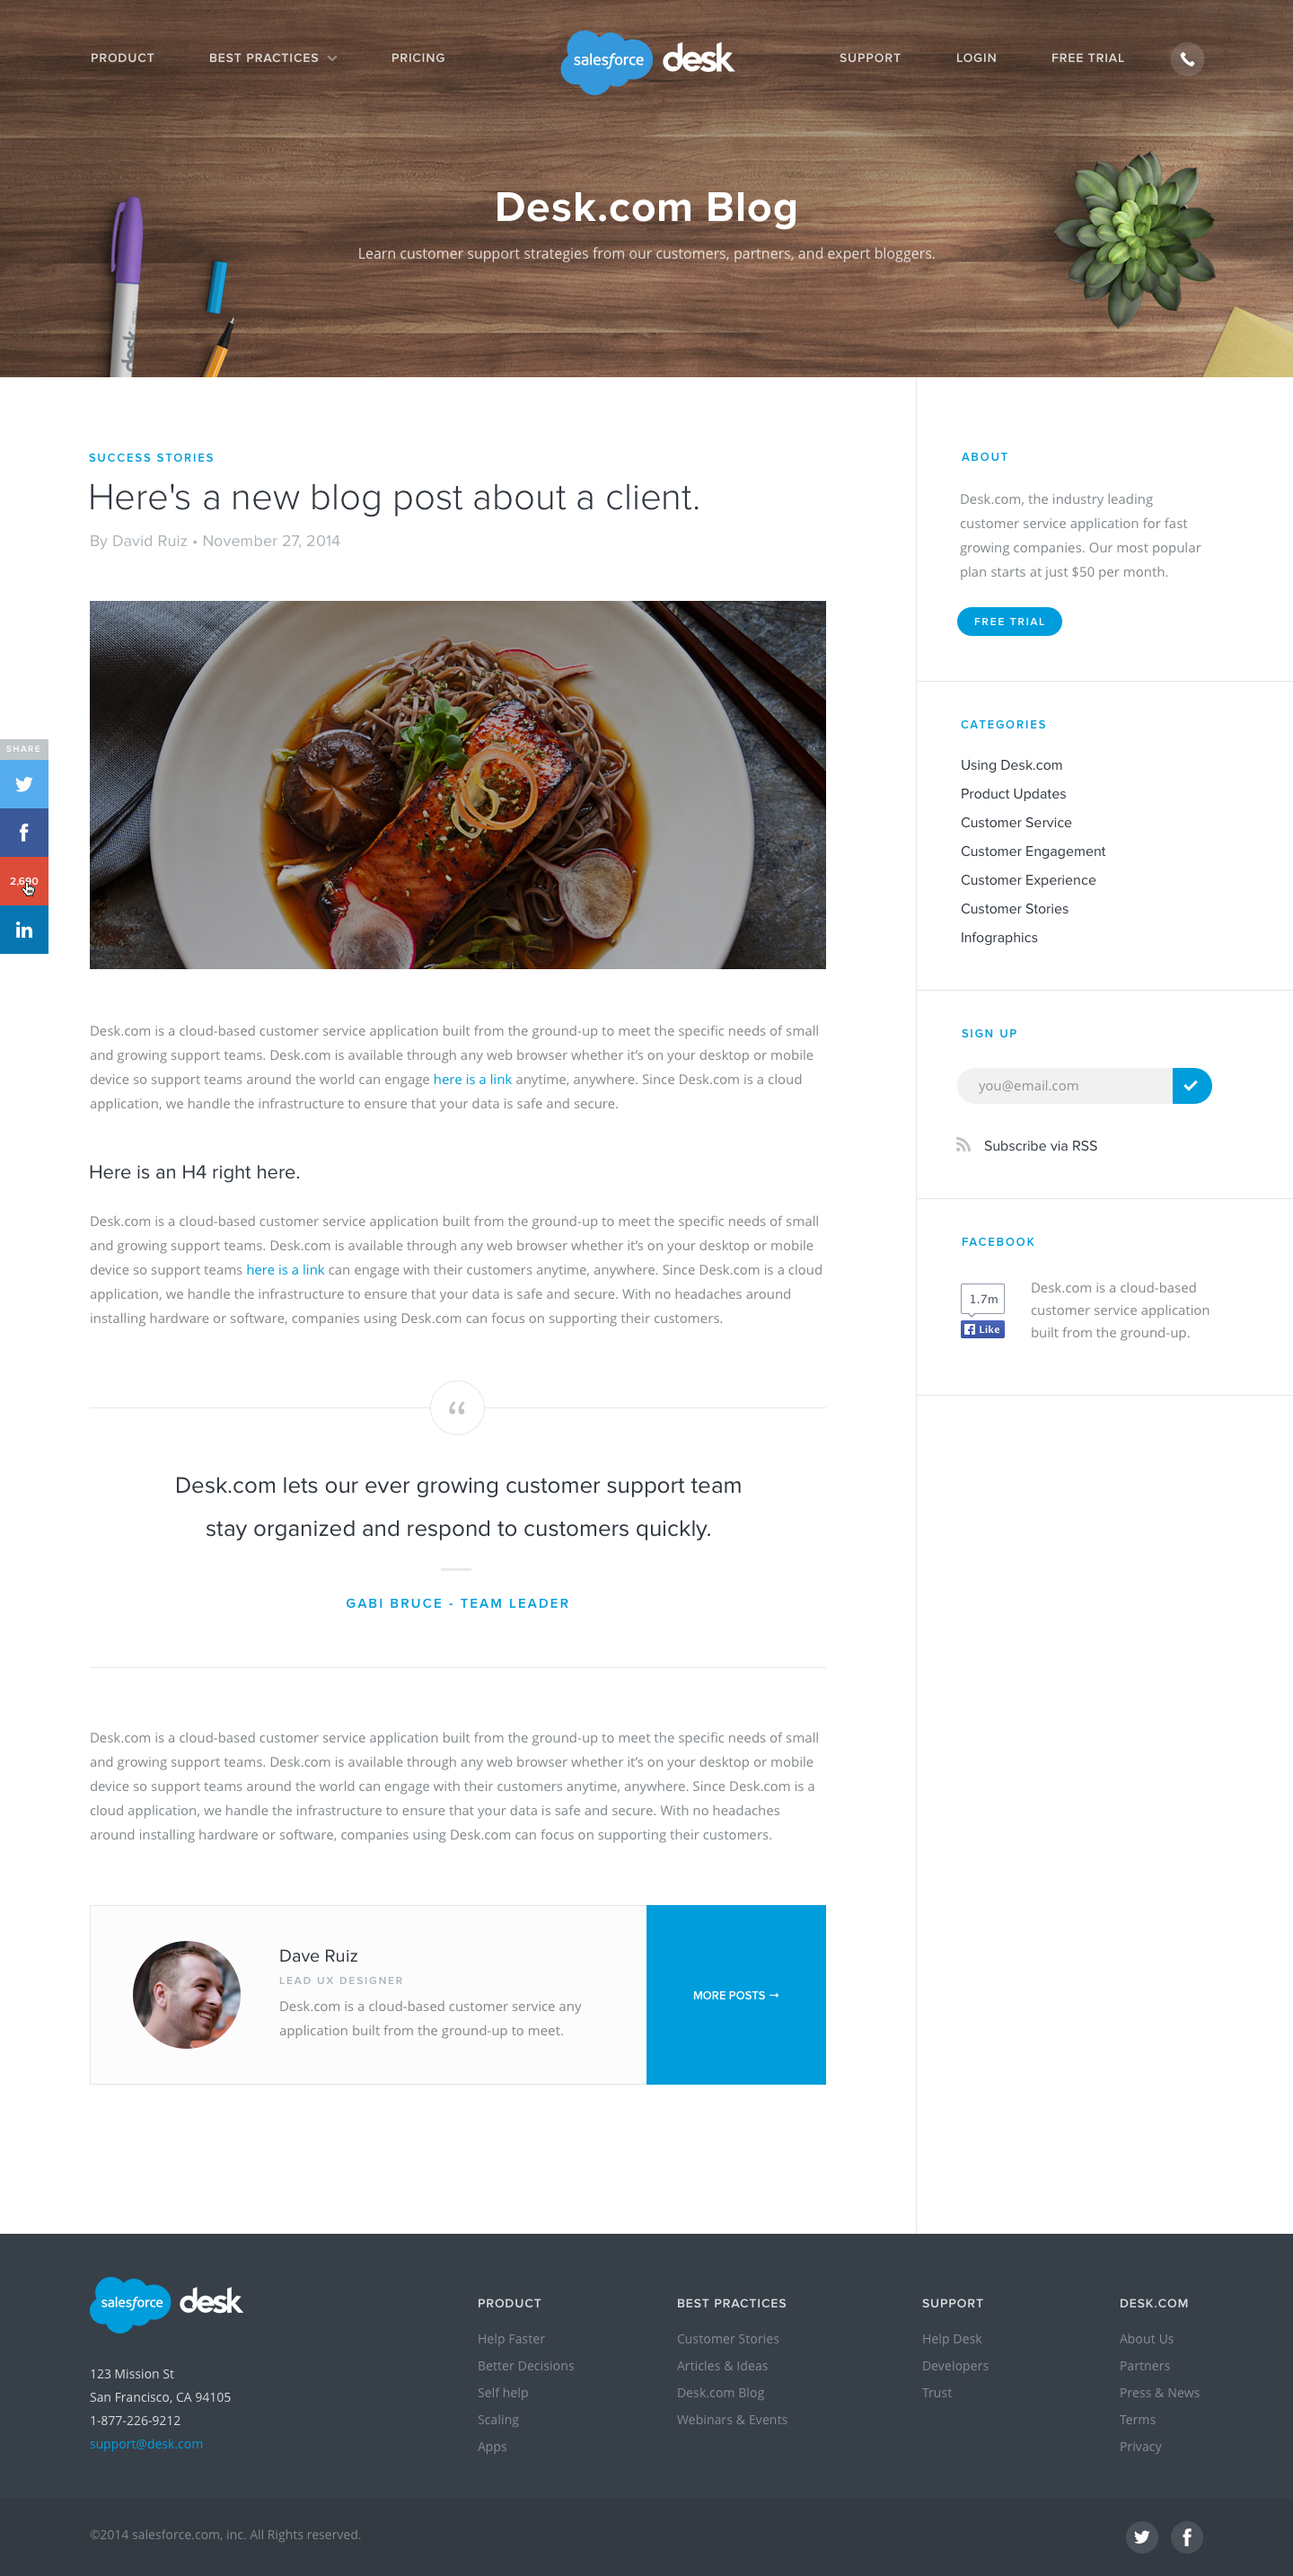 PRODUCT
BEST PRACTICES
PRICING
salesforce desk
SUPPORT
LOGIN
FREE TRIAL
Desk.com Blog
Learn customer support strategies from our customers, partners, and expert bloggers.
desk
SUCCESS STORIES
Here's a new blog post about a client.
By David Ruiz • November 27, 2014
SHARE
2,690
Desk.com is a cloud-based customer service application built from the ground-up to meet the specific needs of small
and growing support teams. Desk.com is available through any web browser whether it's on your desktop or mobile
device so support teams around the world can engage here is a link anytime, anywhere. Since Desk.com is a cloud
application, we handle the infrastructure to ensure that your data is safe and secure.
Here is an H4 right here.
Desk.com is a cloud-based customer service application built from the ground-up to meet the specific needs of small
and growing support teams. Desk.com is available through any web browser whether it's on your desktop or mobile
device so support teams here is a link can engage with their customers anytime, anywhere. Since Desk.com is a cloud
application, we handle the infrastructure to ensure that your data is safe and secure. With no headaches around
installing hardware or software, companies using Desk.com can focus on supporting their customers.
“
Desk.com lets our ever growing customer support team
stay organized and respond to customers quickly.
GABI BRUCE - TEAM LEADER
Desk.com is a cloud-based customer service application built from the ground-up to meet the specific needs of small
and growing support teams. Desk.com is available through any web browser whether it's on your desktop or mobile
device so support teams around the world can engage with their customers anytime, anywhere. Since Desk.com is a
cloud application, we handle the infrastructure to ensure that your data is safe and secure. With no headaches
around installing hardware or software, companies using Desk.com can focus on supporting their customers.
Dave Ruiz
LEAD UX DESIGNER
Desk.com is a cloud-based customer service any
application built from the ground-up to meet.
MORE POSTS →
ABOUT
Desk.com, the industry leading
customer service application for fast
growing companies. Our most popular
plan starts at just $50 per month.
FREE TRIAL
CATEGORIES
Using Desk.com
Product Updates
Customer Service
Customer Engagement
Customer Experience
Customer Stories
Infographics
SIGN UP
you@email.com
Subscribe via RSS
FACEBOOK
1.7m
Like
Desk.com is a cloud-based
customer service application
built from the ground-up.
salesforce desk
123 Mission St
San Francisco, CA 94105
1-877-226-9212
support@desk.com
PRODUCT
Help Faster
Better Decisions
Self help
Scaling
Apps
BEST PRACTICES
Customer Stories
Articles & Ideas
Desk.com Blog
Webinars & Events
SUPPORT
Help Desk
Developers
Trust
DESK.COM
About Us
Partners
Press & News
Terms
Privacy
©2014 salesforce.com, inc. All Rights reserved.